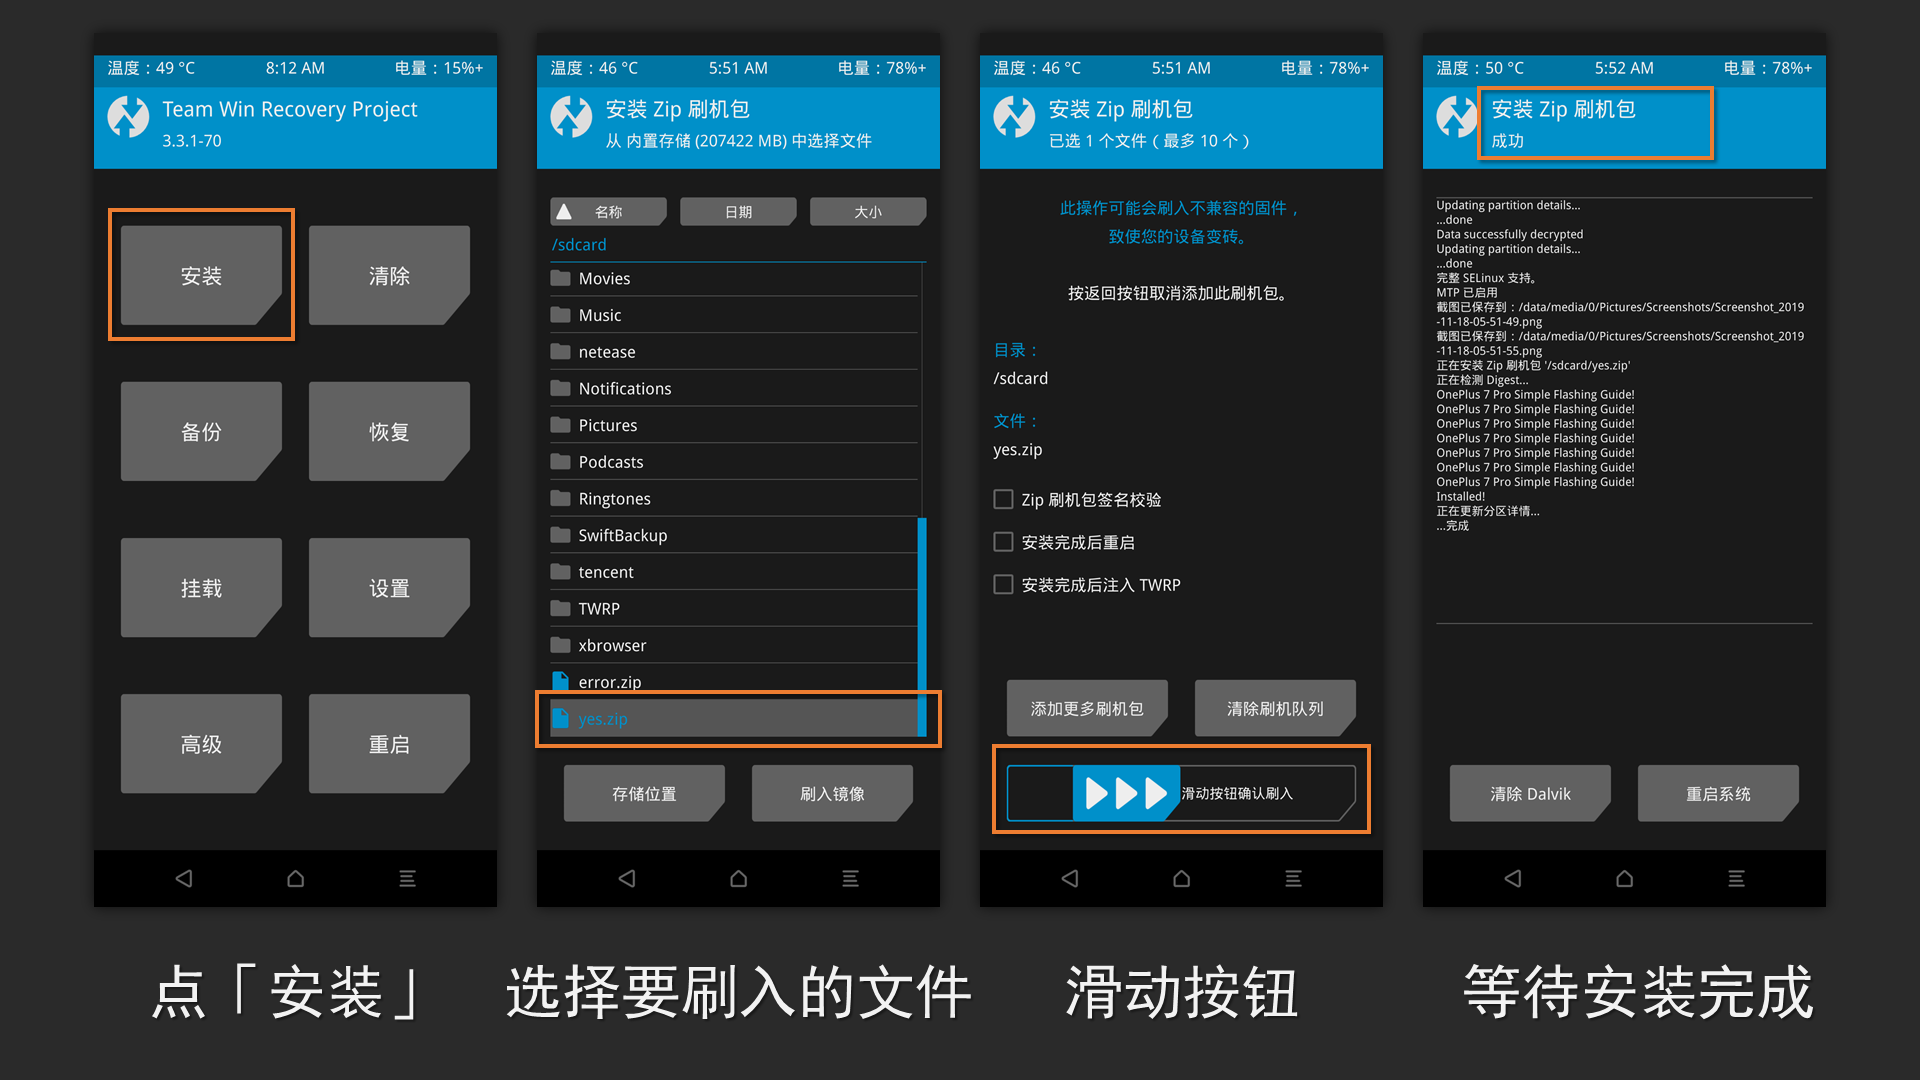 温度：49 °C 8:12 AM 电量：15%+
Team Win Recovery Project
3.3.1-70
安装 清除
备份 恢复
挂载 设置
高级 重启
点「安装」
温度：46 °C 5:51 AM 电量：78%+
安装 Zip 刷机包
从 内置存储 (207422 MB) 中选择文件
名称 日期 大小
/sdcard
Movies
Music
netease
Notifications
Pictures
Podcasts
Ringtones
SwiftBackup
tencent
TWRP
xbrowser
error.zip
yes.zip
存储位置 刷入镜像
选择要刷入的文件
温度：46 °C 5:51 AM 电量：78%+
安装 Zip 刷机包
已选 1 个文件（最多 10 个）
此操作可能会刷入不兼容的固件，
致使您的设备变砖。
按返回按钮取消添加此刷机包。
目录：
/sdcard
文件：
yes.zip
Zip 刷机包签名校验
安装完成后重启
安装完成后注入 TWRP
添加更多刷机包 清除刷机队列
滑动按钮确认刷入
滑动按钮
温度：50 °C 5:52 AM 电量：78%+
安装 Zip 刷机包
成功
Updating partition details...
...done
Data successfully decrypted
Updating partition details...
...done
完整 SELinux 支持。
MTP 已启用
截图已保存到：/data/media/0/Pictures/Screenshots/Screenshot_2019
-11-18-05-51-49.png
截图已保存到：/data/media/0/Pictures/Screenshots/Screenshot_2019
-11-18-05-51-55.png
正在安装 Zip 刷机包 '/sdcard/yes.zip'
正在检测 Digest...
OnePlus 7 Pro Simple Flashing Guide!
OnePlus 7 Pro Simple Flashing Guide!
OnePlus 7 Pro Simple Flashing Guide!
OnePlus 7 Pro Simple Flashing Guide!
OnePlus 7 Pro Simple Flashing Guide!
OnePlus 7 Pro Simple Flashing Guide!
OnePlus 7 Pro Simple Flashing Guide!
Installed!
正在更新分区详情...
...完成
清除 Dalvik 重启系统
等待安装完成